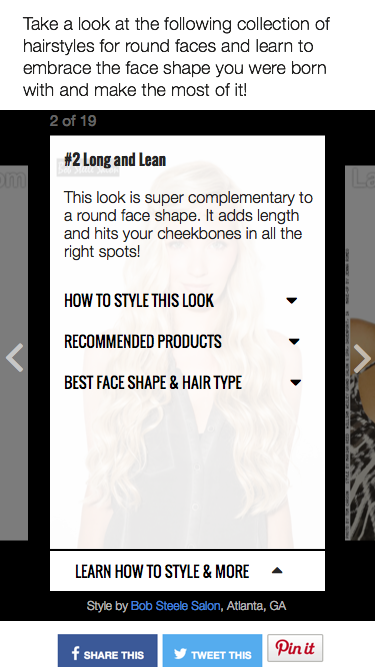 Take a look at the following collection of
hairstyles for round faces and learn to
embrace the face shape you were born
with and make the most of it!
2 of 19
#2 Long and Lean
This look is super complementary to
a round face shape. It adds length
and hits your cheekbones in all the
right spots!
HOW TO STYLE THIS LOOK
RECOMMENDED PRODUCTS
BEST FACE SHAPE & HAIR TYPE
LEARN HOW TO STYLE & MORE
Style by Bob Steele Salon, Atlanta, GA
f SHARE THIS
TWEET THIS
Pin it